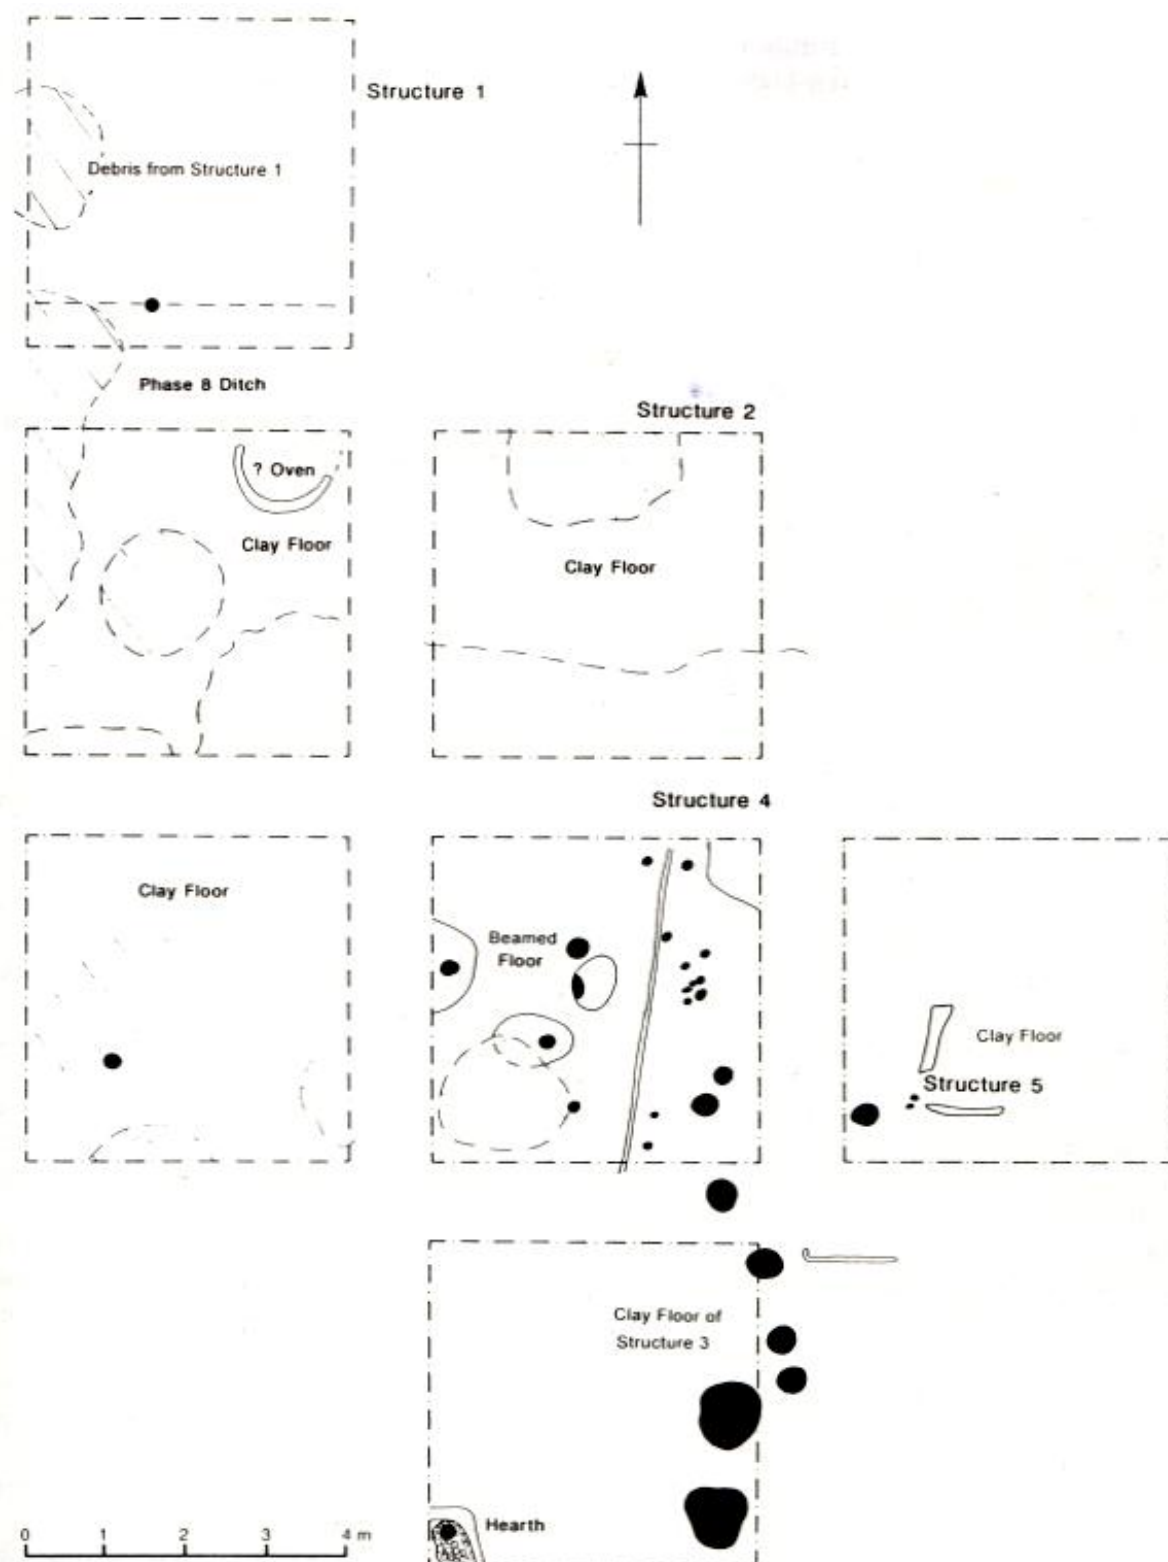 Structure 1
Debris from Structure 1
Phase 8 Ditch
Structure 2
? Oven
Clay Floor
Clay Floor
Structure 4
Clay Floor
Beamed
Floor
Clay Floor
Structure 5
Clay Floor of
Structure 3
Hearth
0 1 2 3 4 m